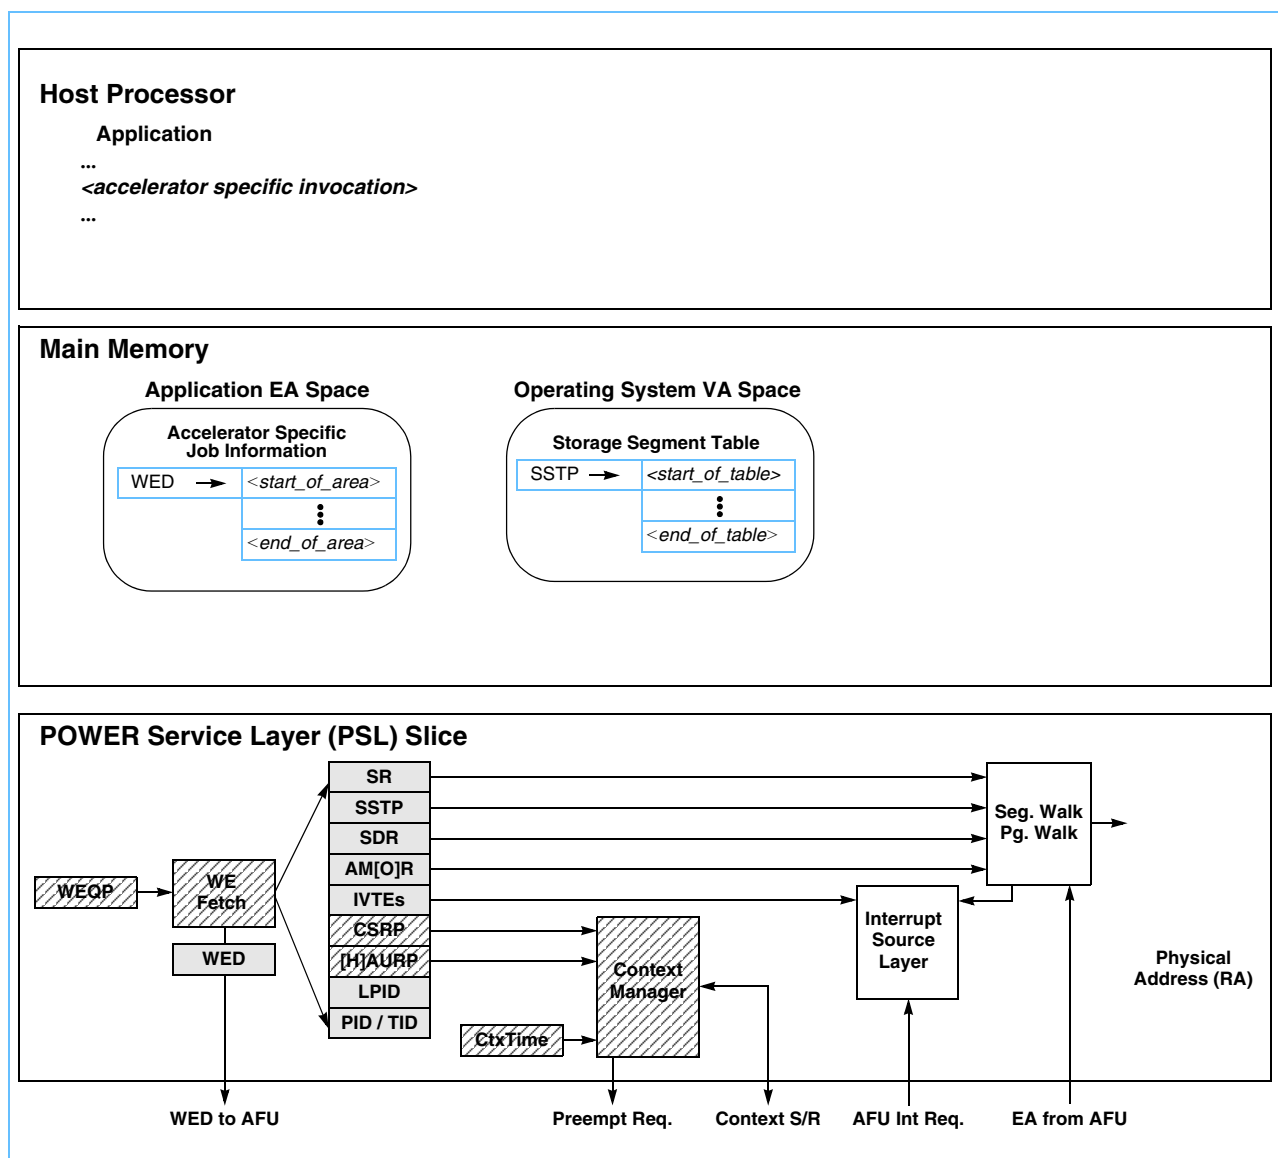 Host Processor
Application
...
<accelerator specific invocation>
...
Main Memory
Application EA Space
Accelerator Specific
Job Information
WED
<start_of_area>
<end_of_area>
Operating System VA Space
Storage Segment Table
SSTP
<start_of_table>
<end_of_table>
POWER Service Layer (PSL) Slice
WEQP
WE
Fetch
WED
SR
SSTP
SDR
AM[O]R
IVTEs
CSRP
[H]AURP
LPID
PID / TID
CtxTime
Context
Manager
Interrupt
Source
Layer
Seg. Walk
Pg. Walk
Physical
Address (RA)
WED to AFU
Preempt Req.
Context S/R
AFU Int Req.
EA from AFU